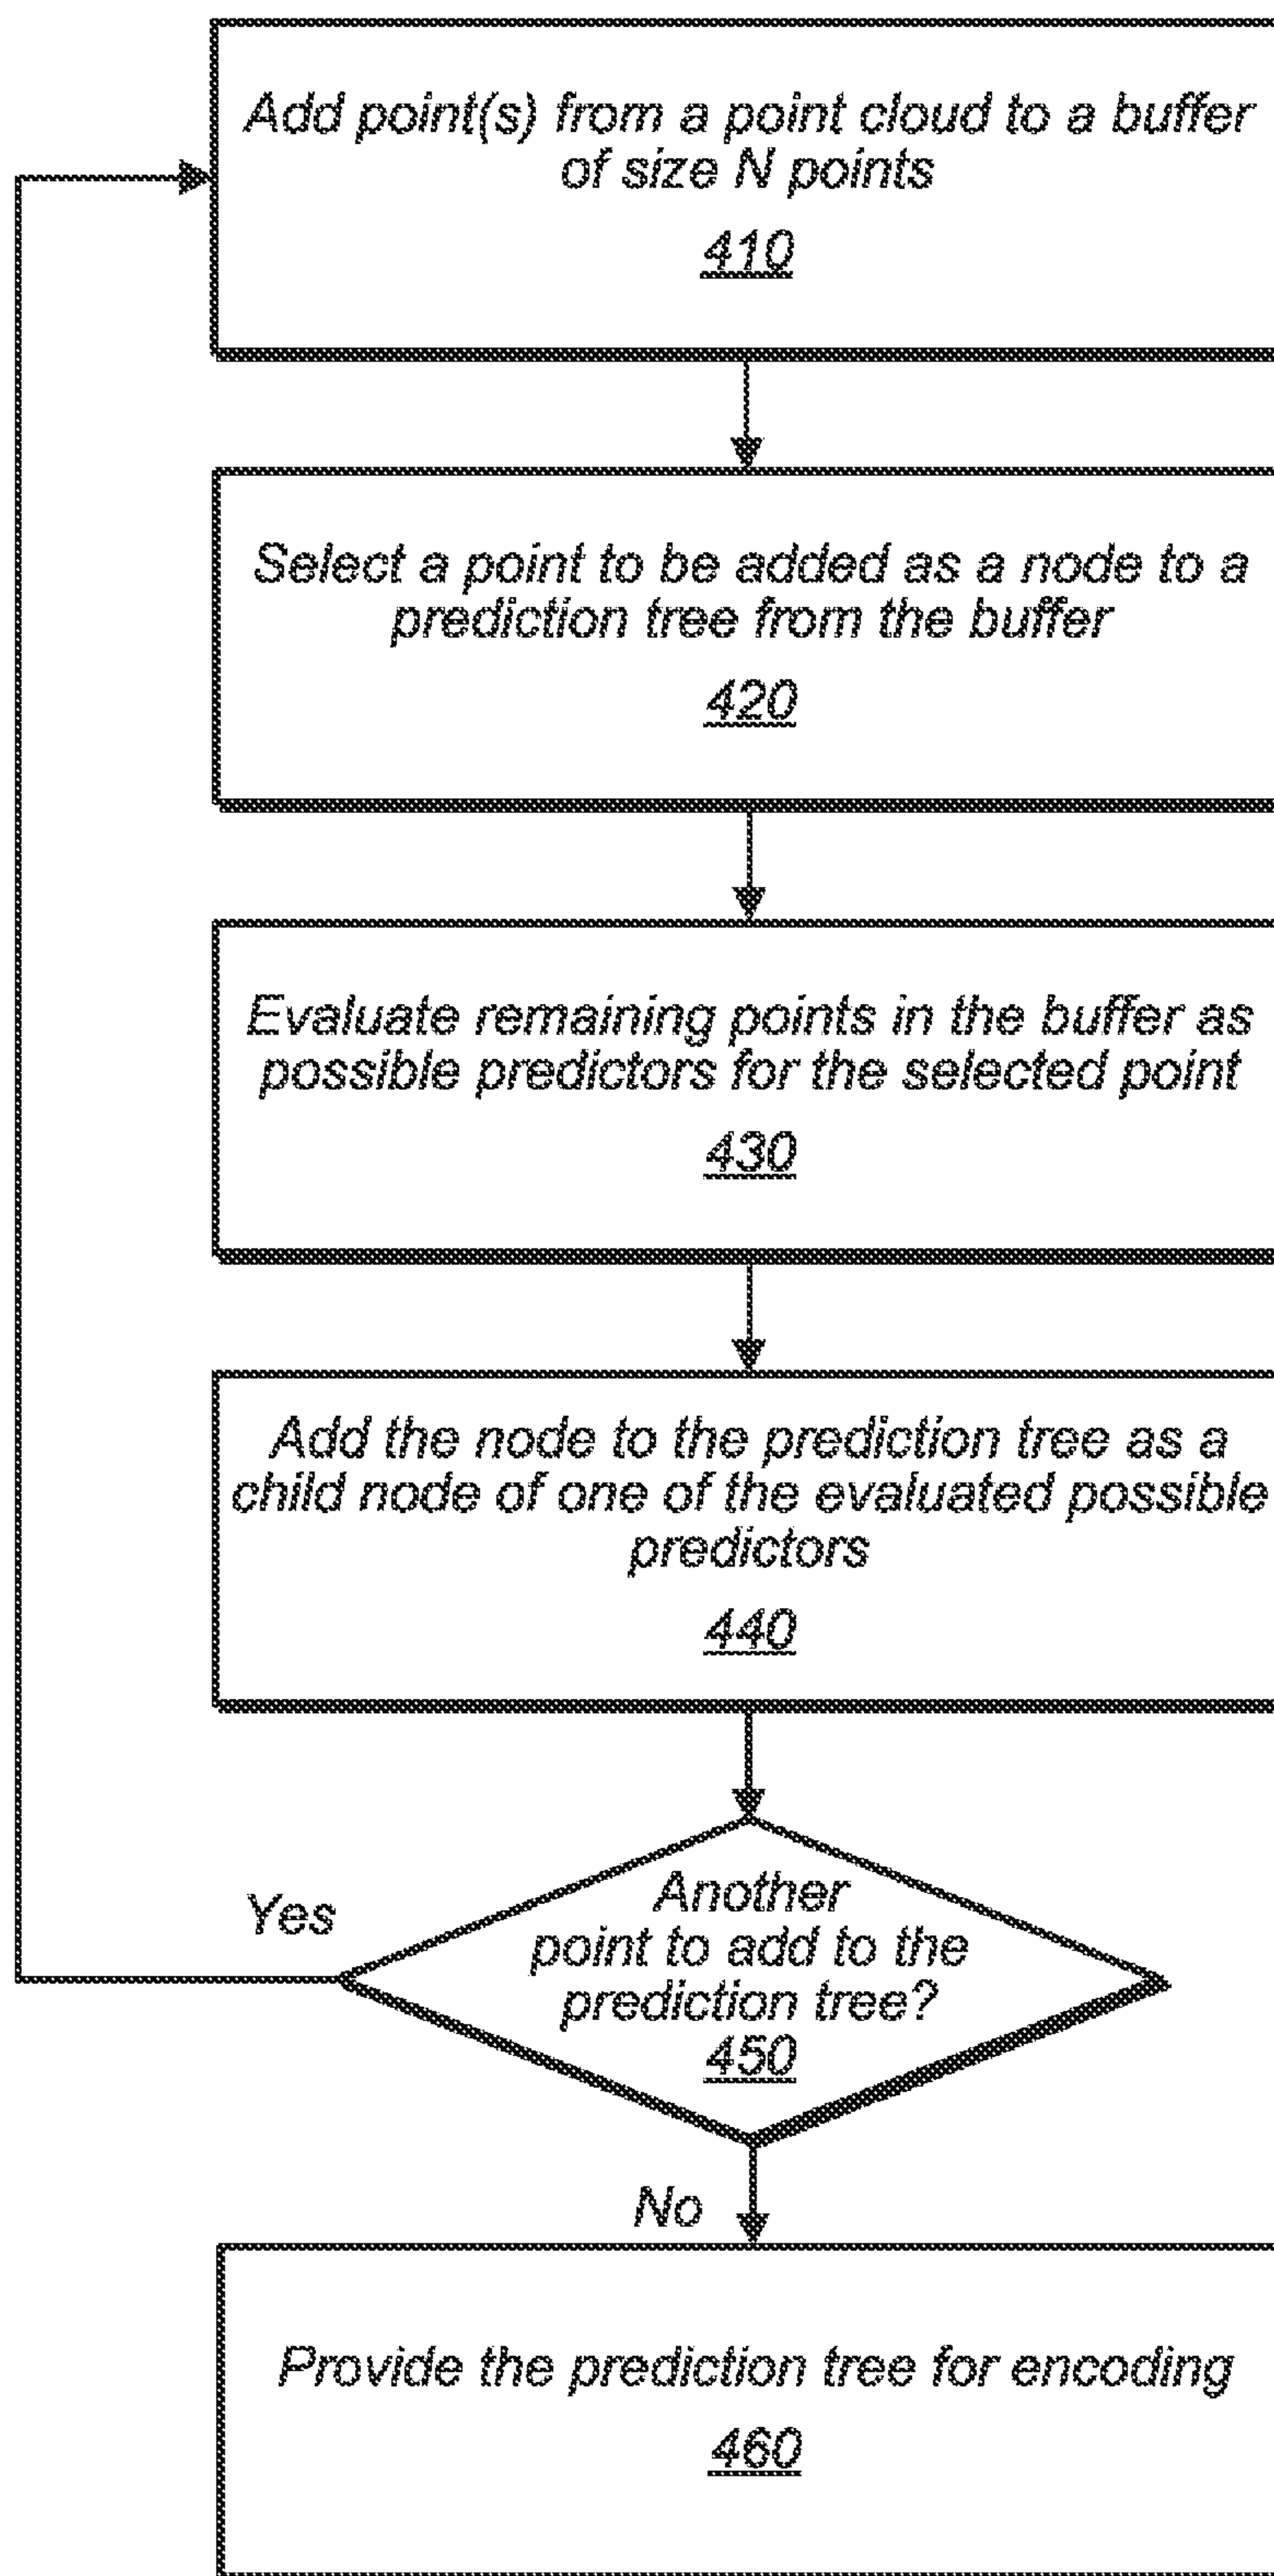 Add point(s) from a point cloud to a buffer
of size N points
410
Select a point to be added as a node to a
prediction tree from the buffer
420
Evaluate remaining points in the buffer as
possible predictors for the selected point
430
Add the node to the prediction tree as a
child node of one of the evaluated possible
predictors
440
Another
point to add to the
prediction tree?
450
Yes
No
Provide the prediction tree for encoding
460